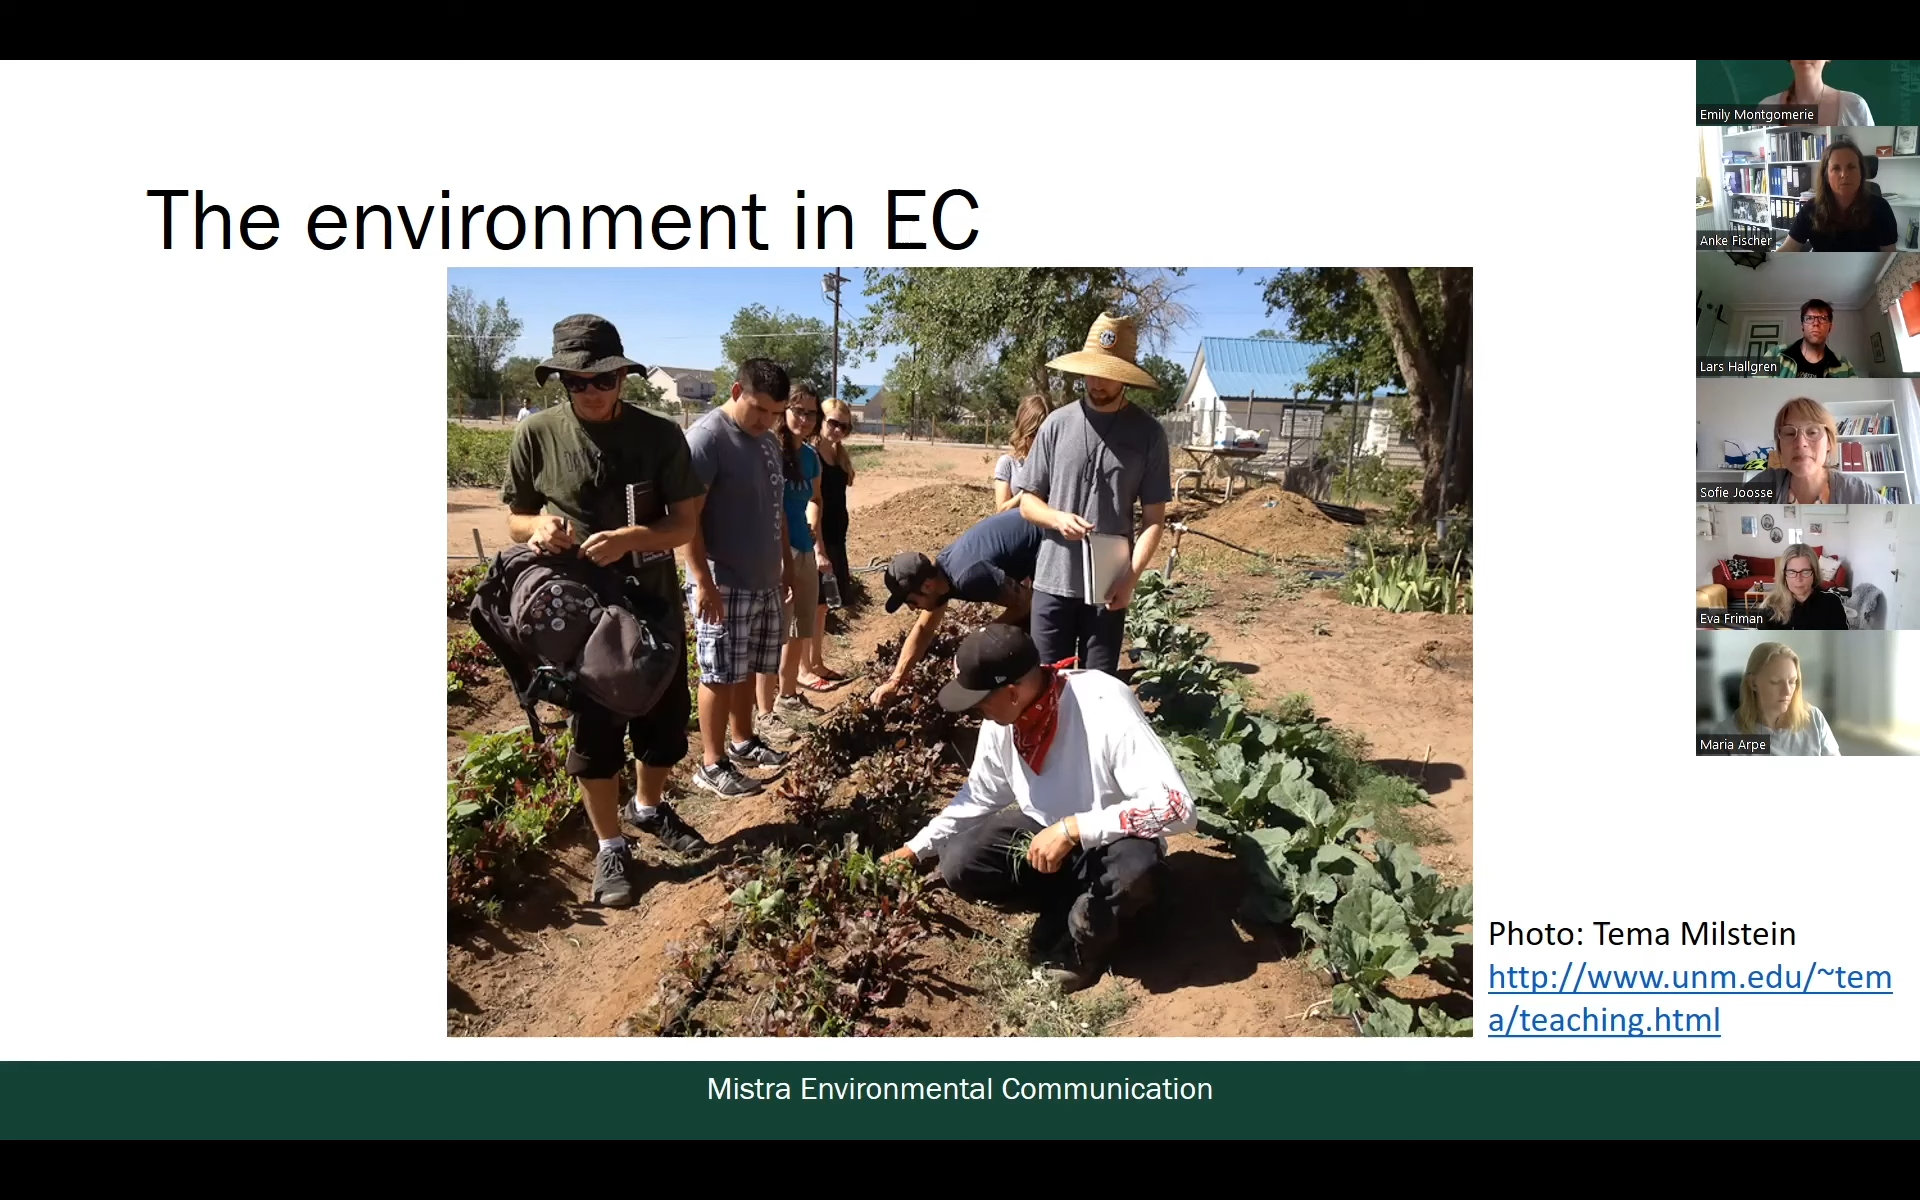 The environment in EC
Emily Montgomerie
Anke Fischer
Lars Hallgren
Sofie Joosse
Eva Friman
Maria Arpe
Photo: Tema Milstein
http://www.unm.edu/~tem
a/teaching.html
Mistra Environmental Communication